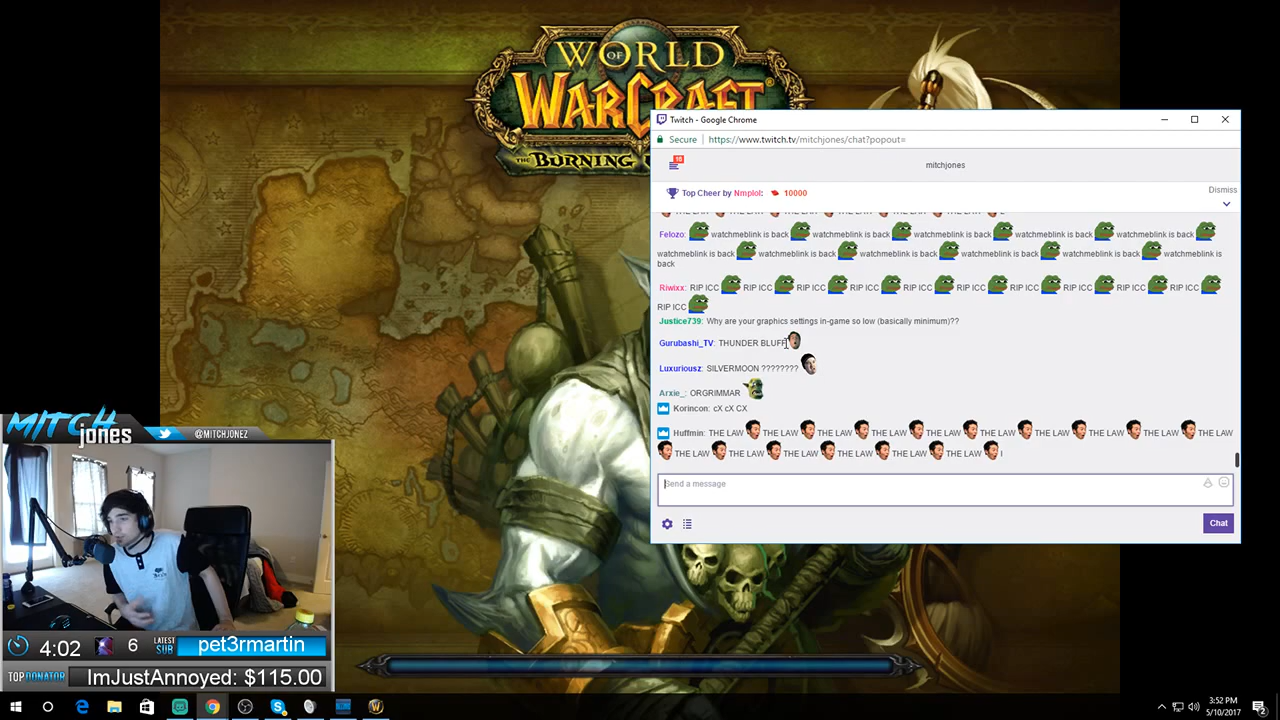 WORLD
OF
WARCRAFT
THE BURNING
Twitch - Google Chrome
Secure
https://www.twitch.tv/mitchjones/chat?popout=
18
mitchjones
Top Cheer by Nmplol: 10000
Dismiss
Felozo: watchmeblink is back watchmeblink is back watchmeblink is back watchmeblink is back watchmeblink is back
watchmeblink is back watchmeblink is back watchmeblink is back watchmeblink is back watchmeblink is back watchmeblink is
back
Riwixx: RIP ICC RIP ICC RIP ICC RIP ICC RIP ICC RIP ICC RIP ICC RIP ICC RIP ICC RIP ICC
RIP ICC
Justice739: Why are your graphics settings in-game so low (basically minimum)??
Gurubashi_TV: THUNDER BLUFF
Luxuriousz: SILVERMOON ????????
Arxie_: ORGRIMMAR
Korincon: cX cX CX
Huffmin: THE LAW THE LAW THE LAW THE LAW THE LAW THE LAW THE LAW THE LAW THE LAW THE LAW
THE LAW THE LAW THE LAW THE LAW THE LAW THE LAW l
Send a message
Chat
MITCH
jones
@MITCHJONEZ
4:02
6
LATEST
SUB
pet3rmartin
TOP DONATOR
ImJustAnnoyed: $115.00
3:52 PM
5/10/2017
2